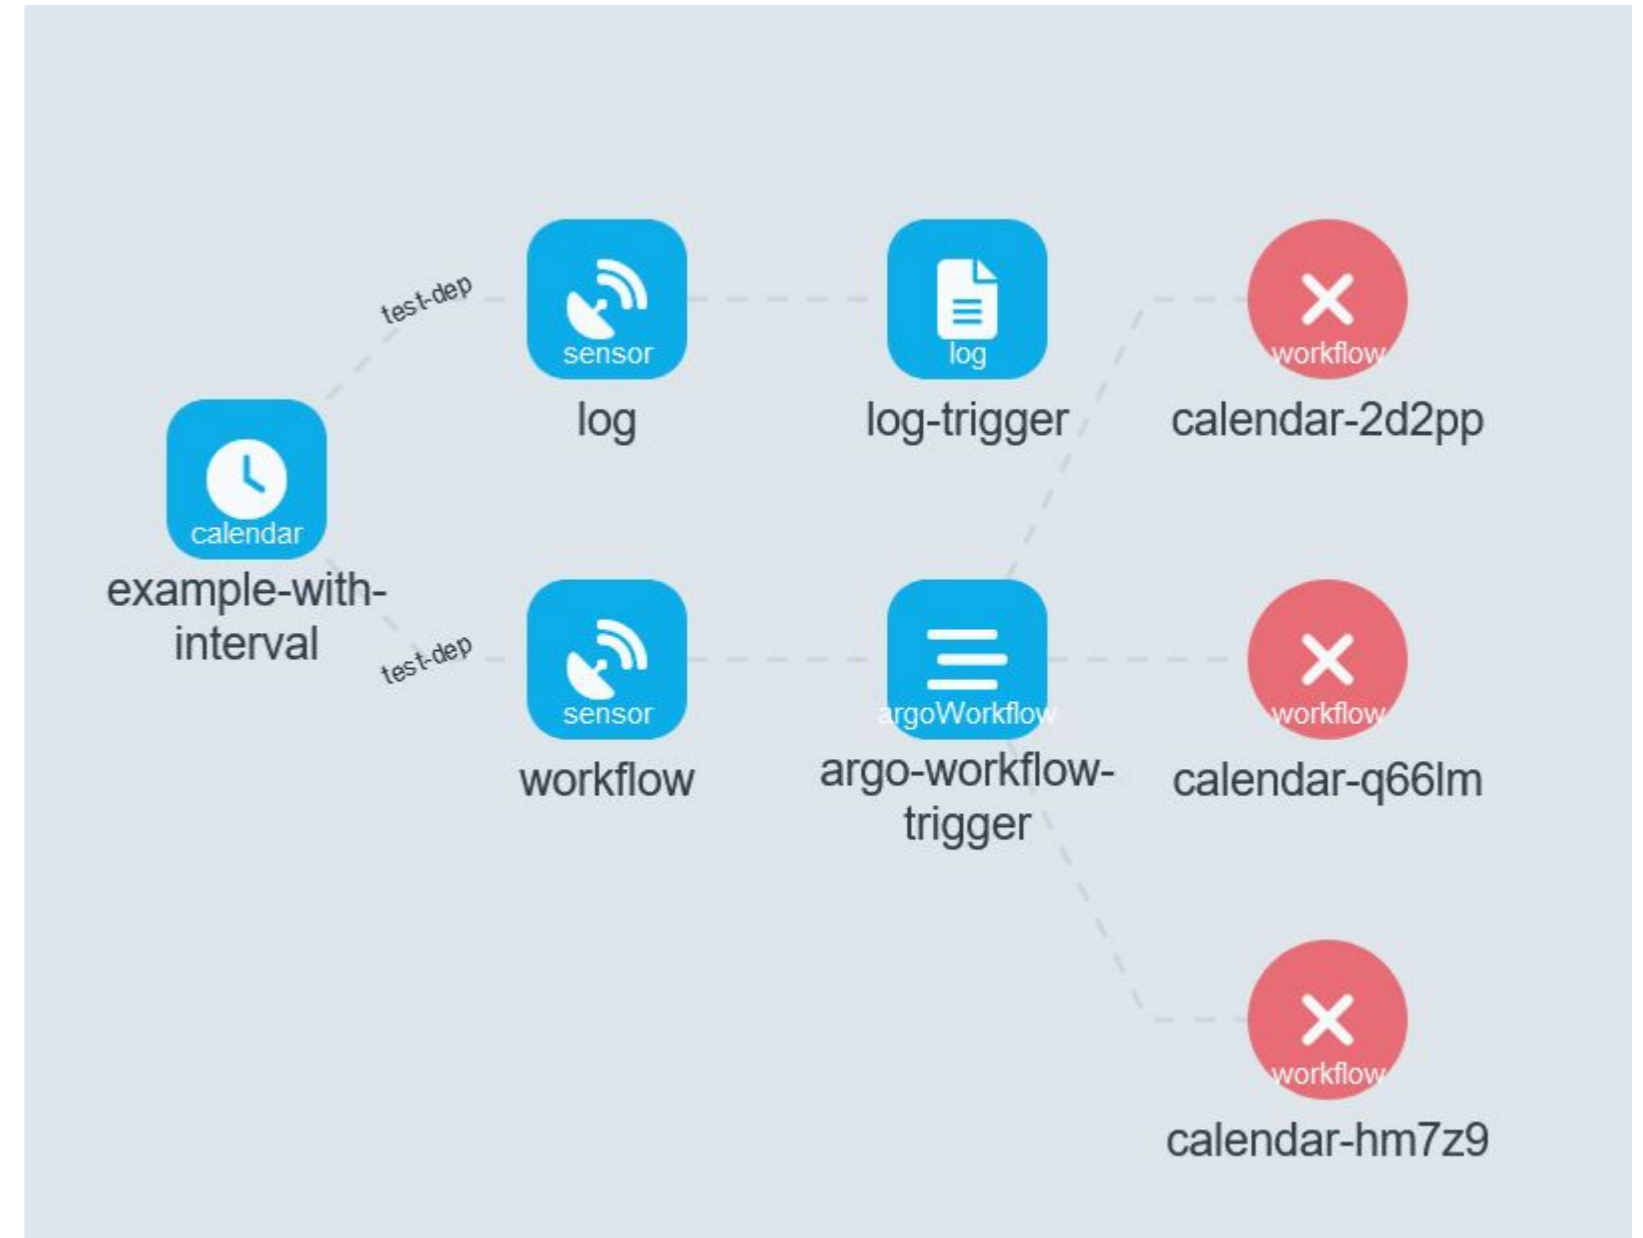 test-dep
sensor
log
log
log-trigger
workflow
calendar-2d2pp
calendar
example-with-
interval
test-dep
sensor
workflow
argoWorkflow
argo-workflow-
trigger
workflow
calendar-q66lm
workflow
calendar-hm7z9